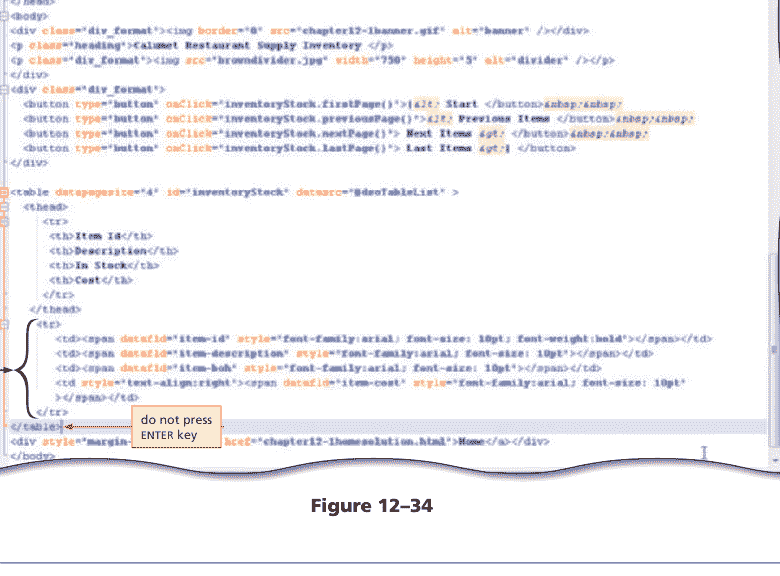 </head>
<body>
<div class="div_format"><img border="0" src="chapter12-1banner.gif" alt="banner" /></div>
<p class="heading">Calumet Restaurant Supply Inventory </p>
<p class="div_format"><img src="browndivider.jpg" width="750" height="5" alt="divider" /></p>
</div>
<div class="div_format">
<button type="button" onClick="inventoryStock.firstPage()">|&lt; Start </button>&nbsp;&nbsp;
<button type="button" onClick="inventoryStock.previousPage()">&lt; Previous Items </button>&nbsp;&nbsp;
<button type="button" onClick="inventoryStock.nextPage()"> Next Items &gt; </button>&nbsp;&nbsp;
<button type="button" onClick="inventoryStock.lastPage()"> Last Items &gt;| </button>
</div>
<table datapagesize="4" id="inventoryStock" datasrc="#dsoTableList" >
<thead>
<tr>
<th>Item Id</th>
<th>Description</th>
<th>In Stock</th>
<th>Cost</th>
</tr>
</thead>
<tr>
<td><span datafld="item-id" style="font-family:arial; font-size: 10pt; font-weight:bold"></span></td>
<td><span datafld="item-description" style="font-family:arial; font-size: 10pt"></span></td>
<td><span datafld="item-boh" style="font-family:arial; font-size: 10pt"></span></td>
<td style="text-align:right"><span datafld="item-cost" style="font-family:arial; font-size: 10pt"
></span></td>
</tr>
</table>
do not press
ENTER key
<div style="margin- href="chapter12-1homesolution.html">Home</a></div>
</body>
Figure 12–34